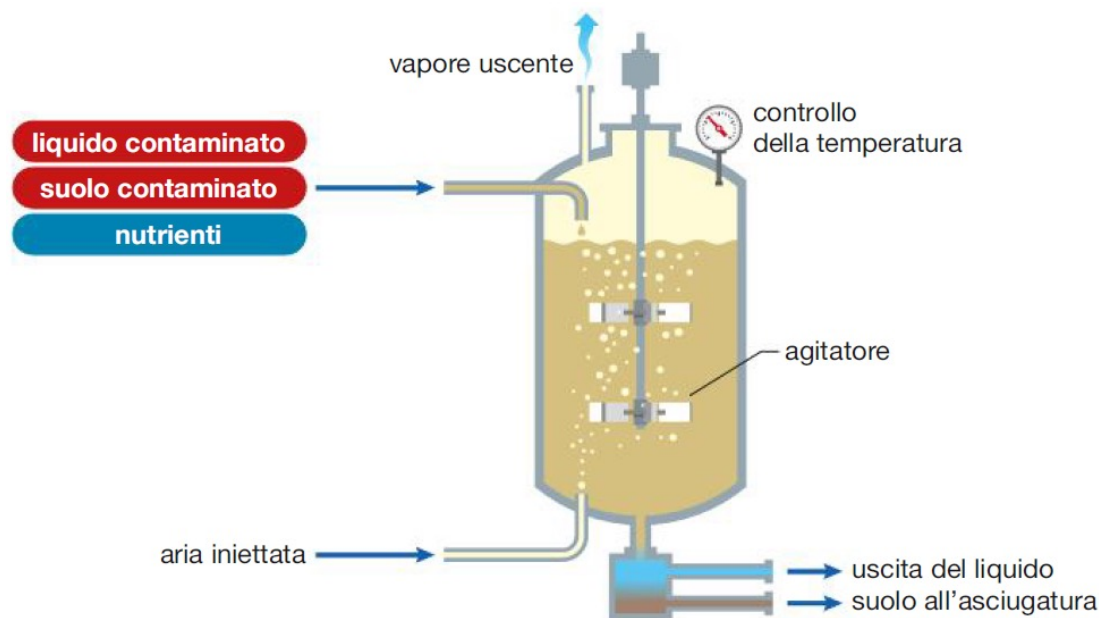 vapore uscente
controllo
della temperatura
liquido contaminato
suolo contaminato
nutrienti
agitatore
aria iniettata
uscita del liquido
suolo all'asciugatura